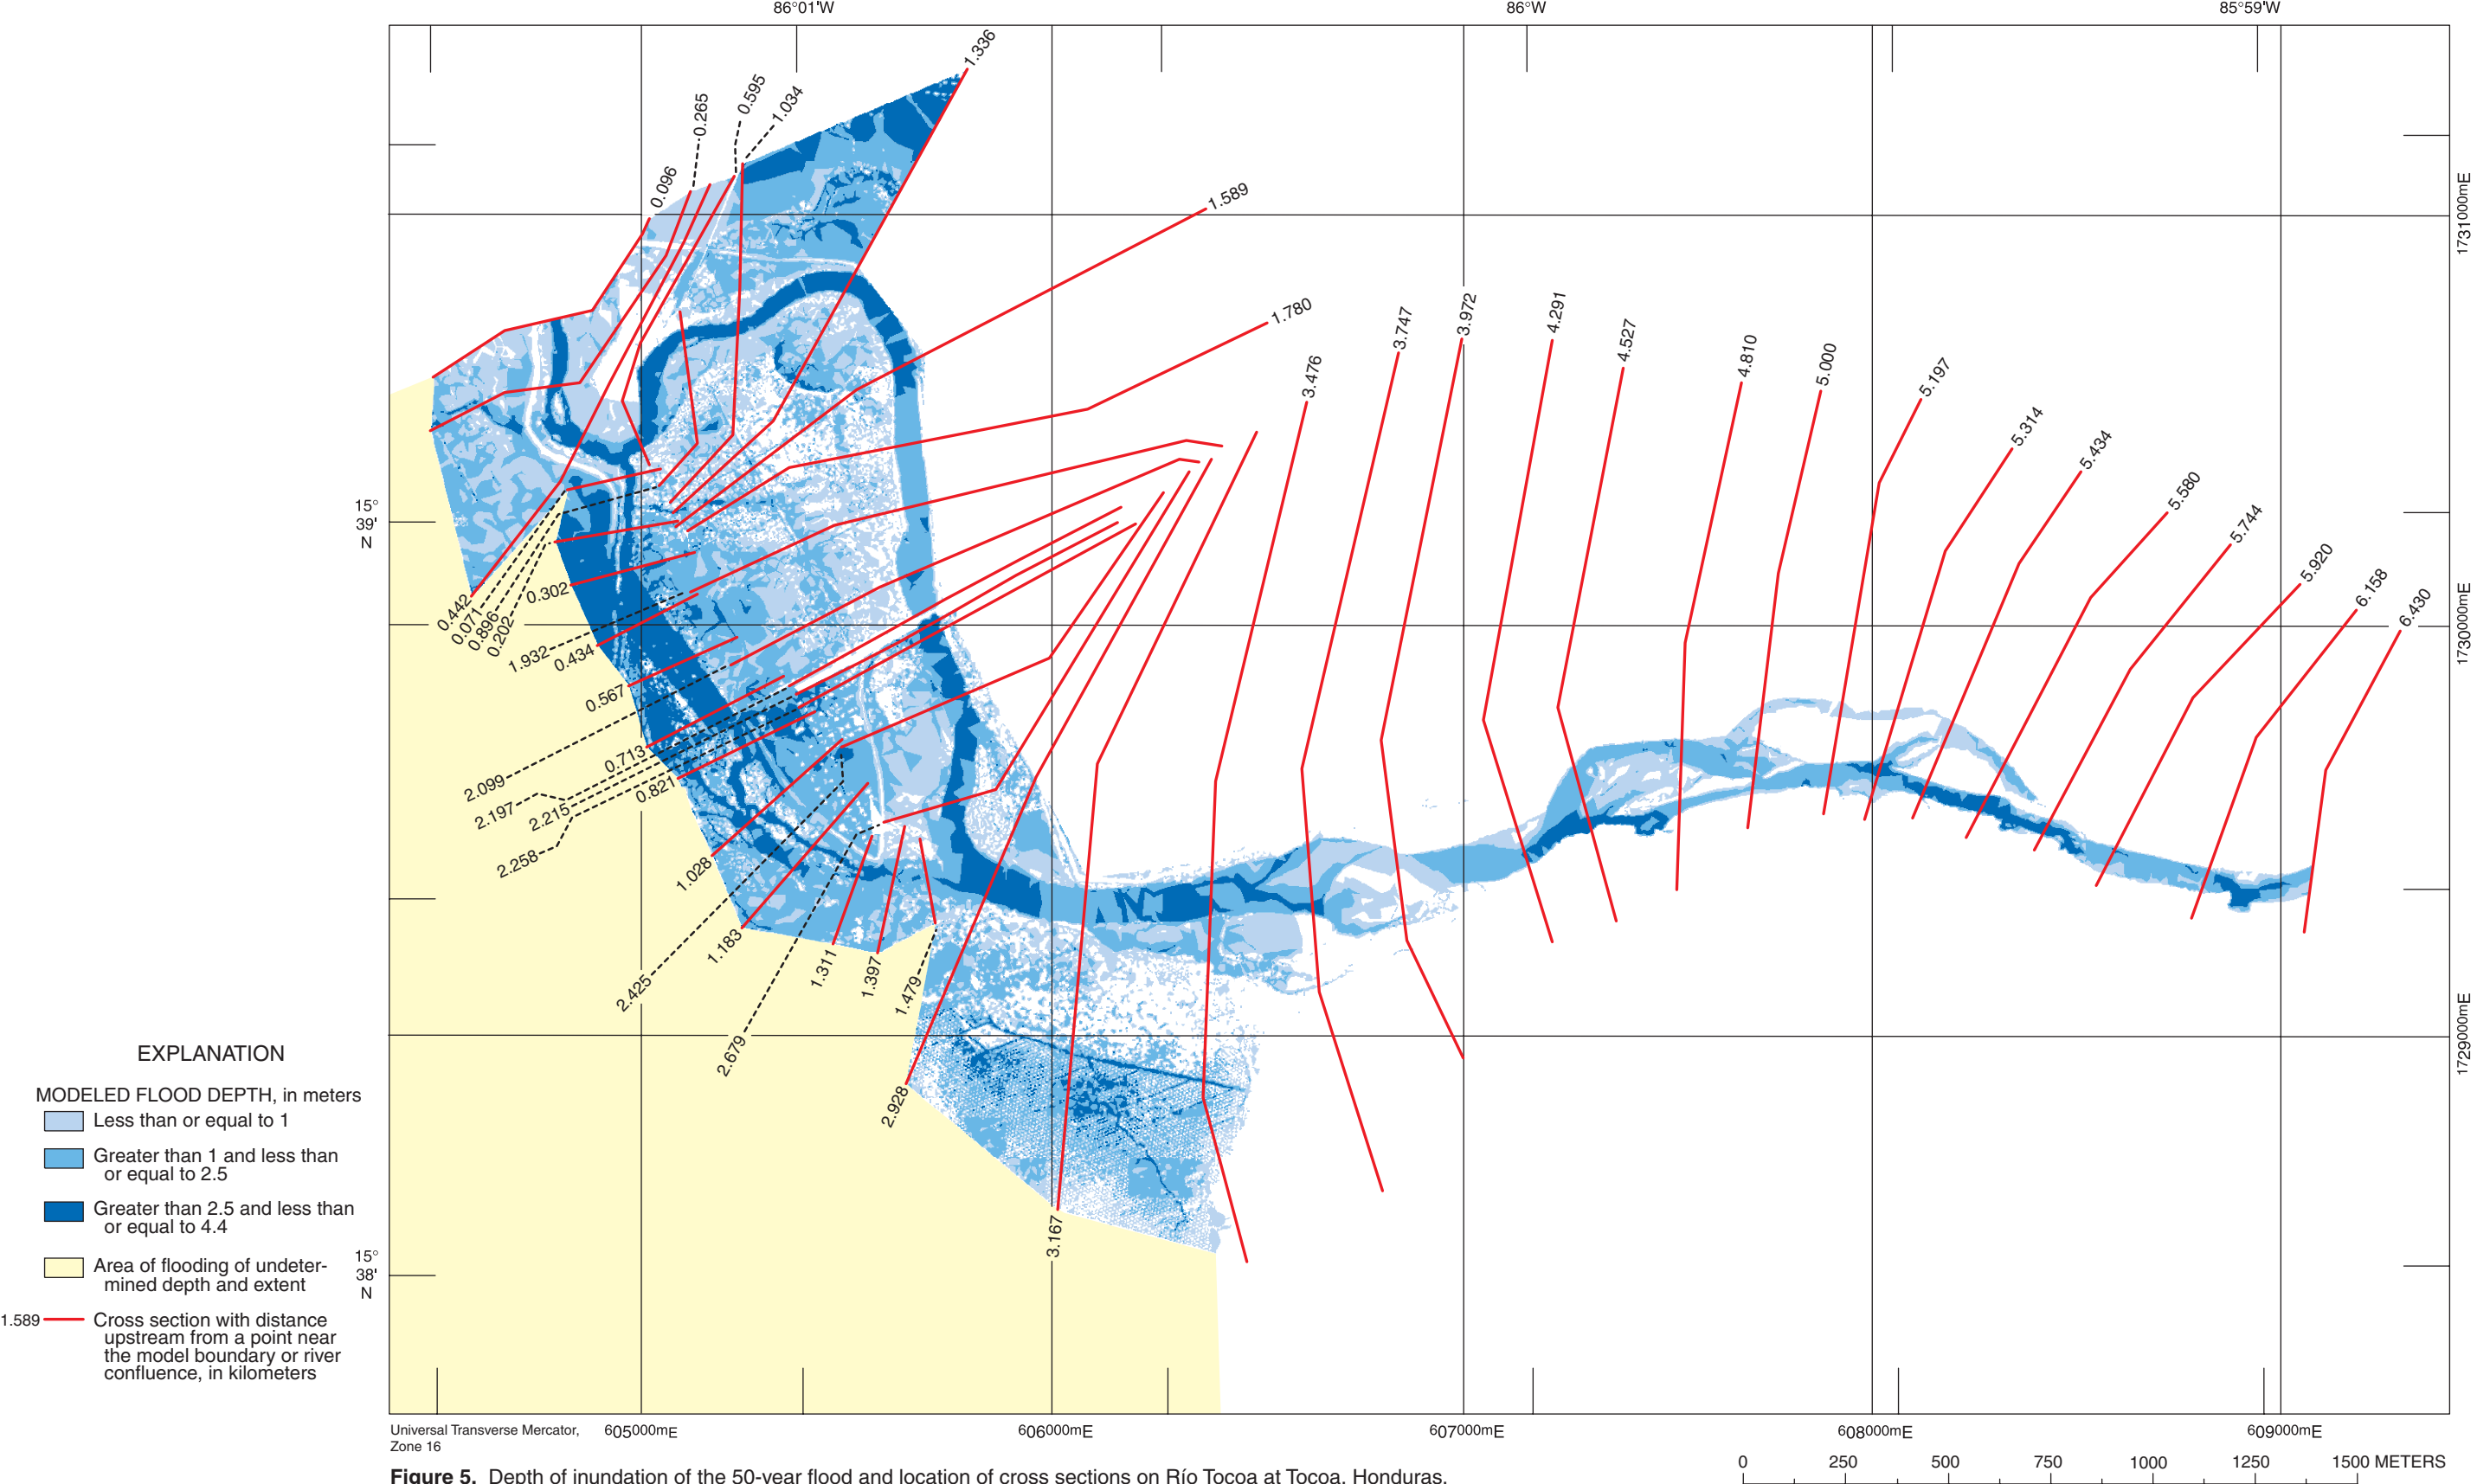 86°01'W
86°W
85°59'W
1.336
0.595
0.265
1.034
0.096
1.589
1.780
3.476
3.747
3.972
4.291
4.527
4.810
5.000
5.197
5.314
5.434
5.580
5.744
5.920
6.158
6.430
1731000mE
1730000mE
1729000mE
15°
39'
N
0.442
0.071
0.896
0.202
0.302
1.932
0.434
0.567
0.713
2.099
0.821
2.197
2.215
2.258
1.028
1.183
2.425
1.311
1.397
1.479
2.679
2.928
3.167
15°
38'
N
EXPLANATION
MODELED FLOOD DEPTH, in meters
Less than or equal to 1
Greater than 1 and less than
or equal to 2.5
Greater than 2.5 and less than
or equal to 4.4
Area of flooding of undeter-
mined depth and extent
1.589 Cross section with distance
upstream from a point near
the model boundary or river
confluence, in kilometers
Universal Transverse Mercator,
Zone 16
605000mE
606000mE
607000mE
608000mE
609000mE
0 250 500 750 1000 1250 1500 METERS
Figure 5. Depth of inundation of the 50-year flood and location of cross sections on Río Tocoa at Tocoa, Honduras.